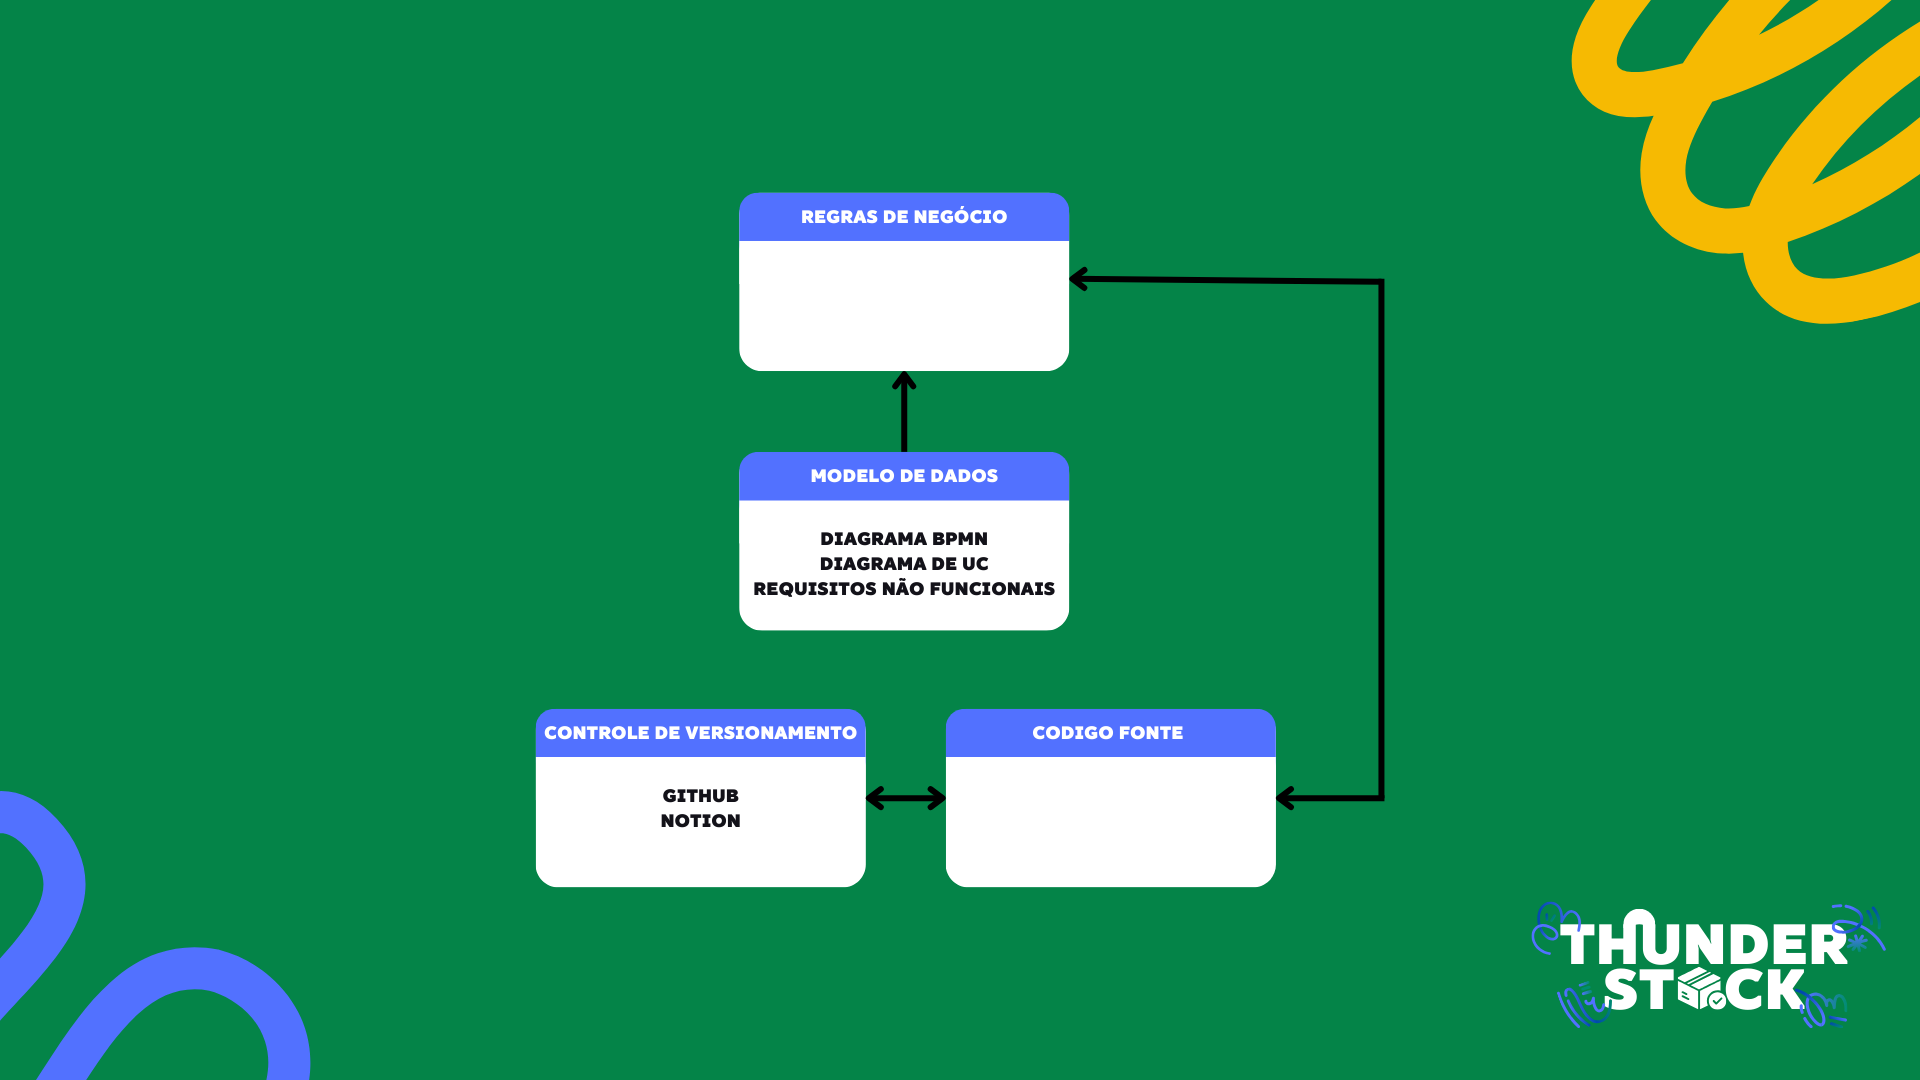 REGRAS DE NEGÓCIO
MODELO DE DADOS
DIAGRAMA BPMN
DIAGRAMA DE UC
REQUISITOS NÃO FUNCIONAIS
CONTROLE DE VERSIONAMENTO
GITHUB
NOTION
CODIGO FONTE
THUNDER
STOCK